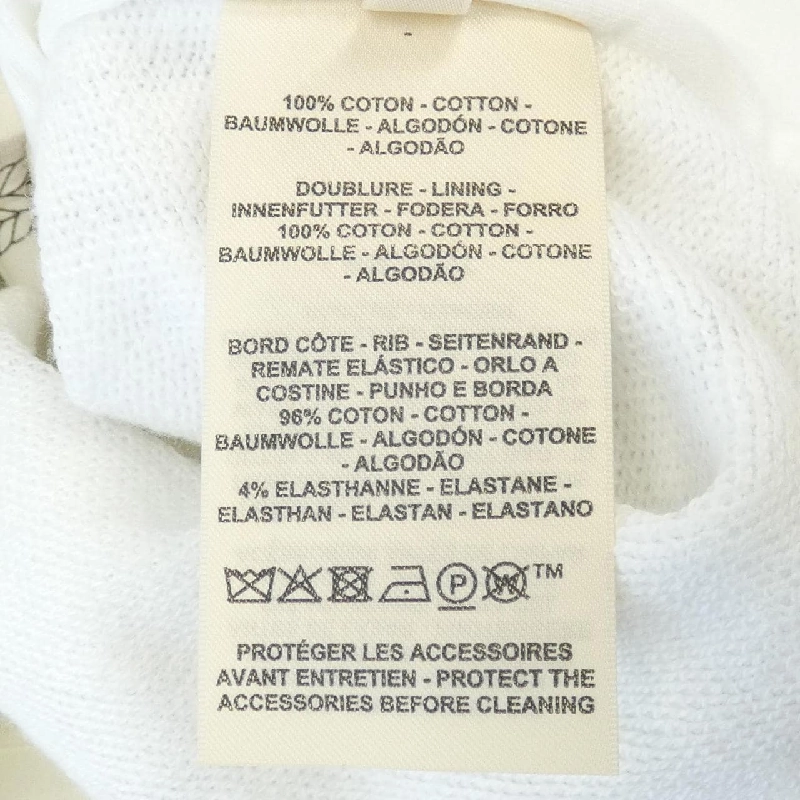 100% COTON - COTTON -
BAUMWOLLE - ALGODÓN - COTONE
- ALGODÃO
DOUBLURE - LINING -
INNENFUTTER - FODERA - FORRO
100% COTON - COTTON -
BAUMWOLLE - ALGODÓN - COTONE
- ALGODÃO
BORD CÔTE - RIB - SEITENRAND -
REMATE ELÁSTICO - ORLO A
COSTINE - PUNHO E BORDA
96% COTON - COTTON -
BAUMWOLLE - ALGODÓN - COTONE
- ALGODÃO
4% ELASTHANNE - ELASTANE -
ELASTHAN - ELASTAN - ELASTANO
P W ™
PROTÉGER LES ACCESSOIRES
AVANT ENTRETIEN - PROTECT THE
ACCESSORIES BEFORE CLEANING